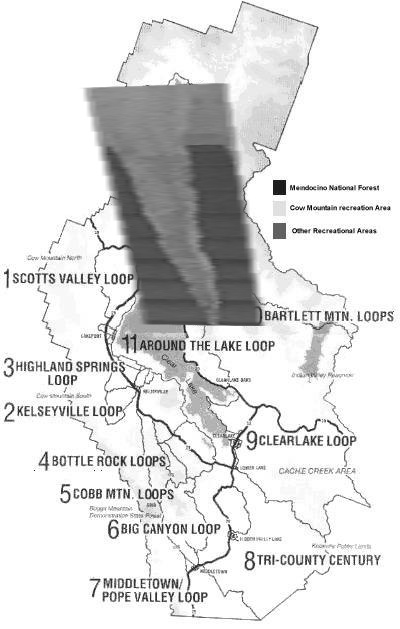 Mendocino National Forest
Cow Mountain recreation Area
Other Recreational Areas
Cow Mountain North
1 SCOTTS VALLEY LOOP
BARTLETT MTN. LOOPS
LAKEPORT
11 AROUND THE LAKE LOOP
Clear Lake
3 HIGHLAND SPRINGS
LOOP
CLEARLAKE OAKS
Indian Valley Reservoir
KELSEYVILLE
Cow Mountain South
2 KELSEYVILLE LOOP
CLEARLAKE
9 CLEARLAKE LOOP
4 BOTTLE ROCK LOOPS
LOWER LAKE
CACHE CREEK AREA
5 COBB MTN. LOOPS
COBB
Boggs Mountain
Demonstration State Forest
6 BIG CANYON LOOP
HIDDEN VALLEY LAKE
Knoxville Public Lands
8 TRI-COUNTY CENTURY
MIDDLETOWN
7 MIDDLETOWN/
POPE VALLEY LOOP